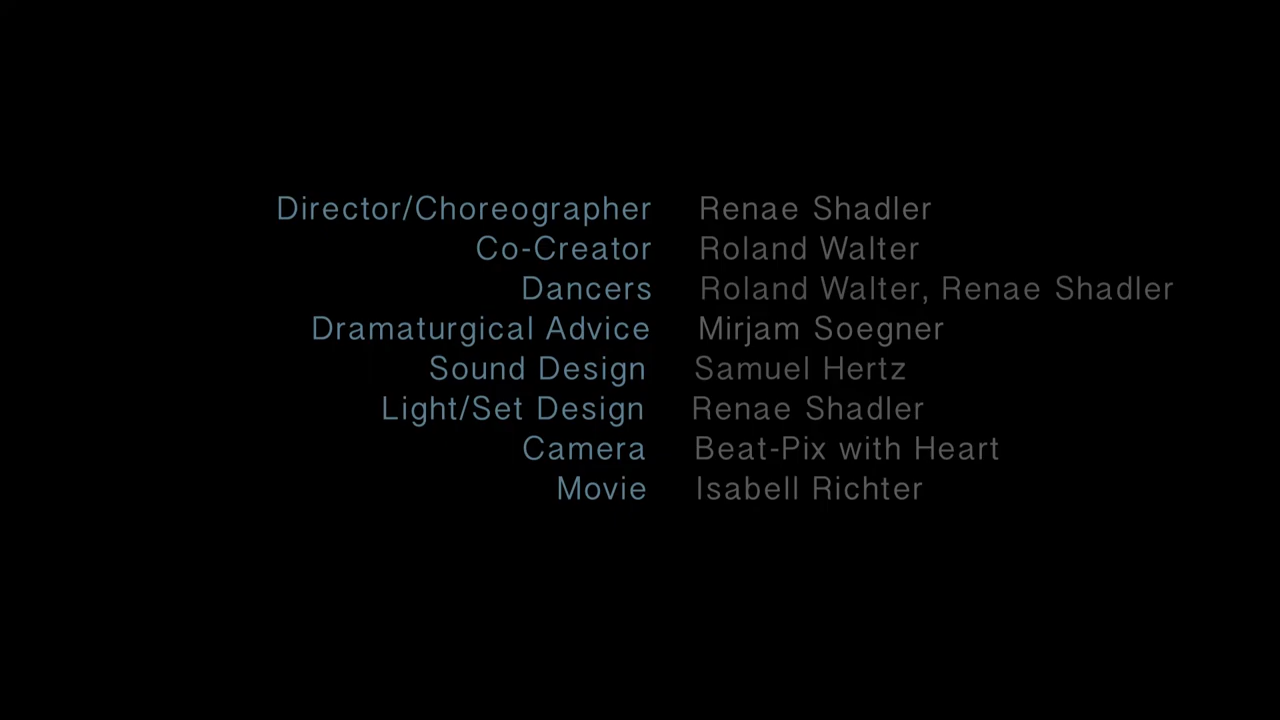 Director/Choreographer Renae Shadler
Co-Creator Roland Walter
Dancers Roland Walter, Renae Shadler
Dramaturgical Advice Mirjam Soegner
Sound Design Samuel Hertz
Light/Set Design Renae Shadler
Camera Beat-Pix with Heart
Movie Isabell Richter